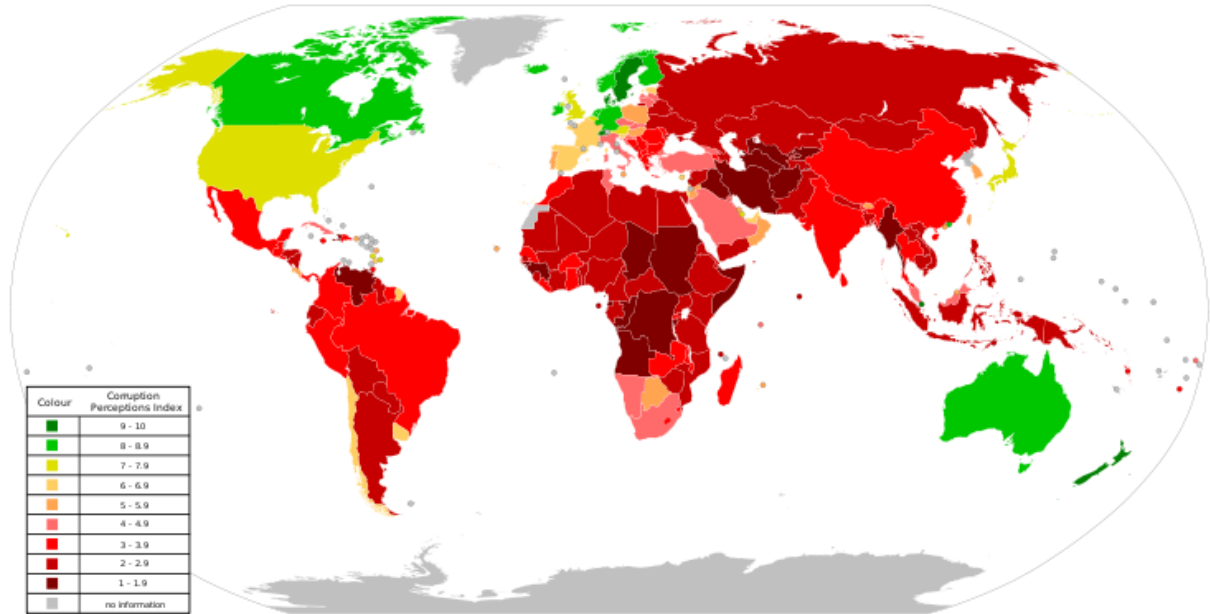 Colour
Corruption
Perceptions Index
9 - 10
8 - 8.9
7 - 7.9
6 - 6.9
5 - 5.9
4 - 4.9
3 - 3.9
2 - 2.9
1 - 1.9
no information